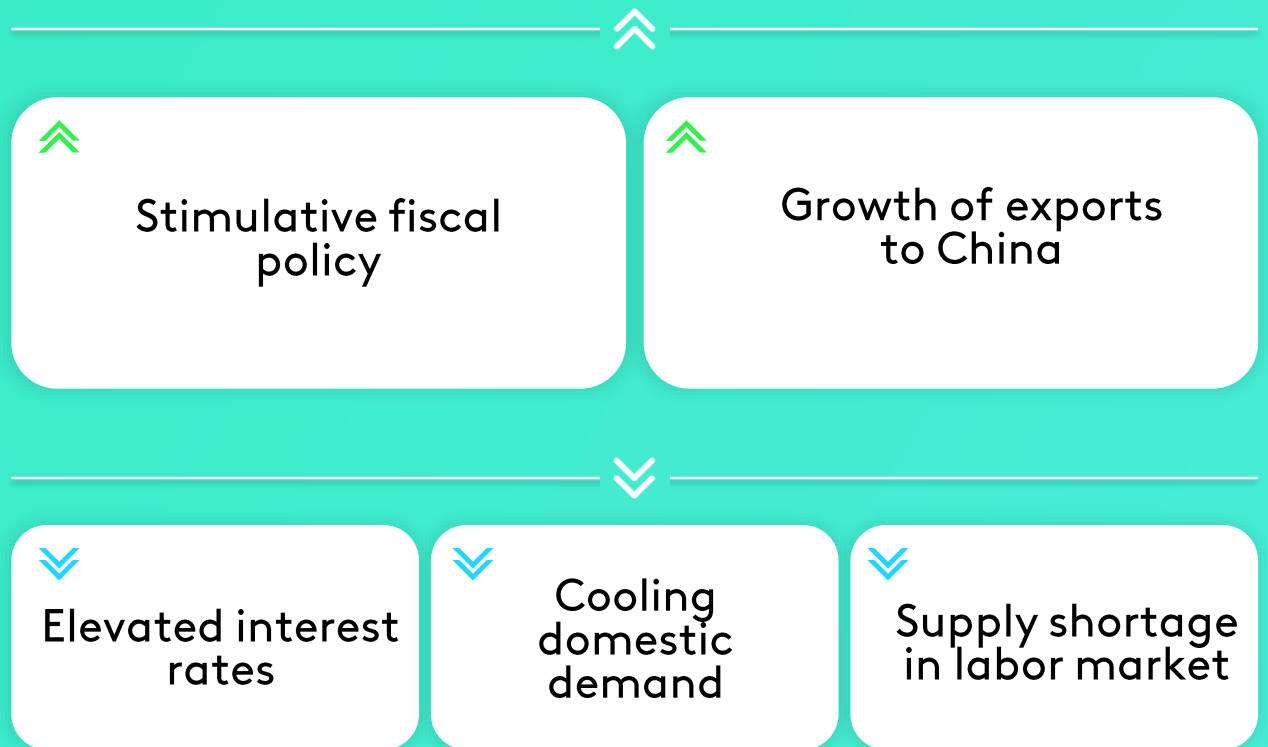 Stimulative fiscal
policy
Growth of exports
to China
Elevated interest
rates
Cooling
domestic
demand
Supply shortage
in labor market